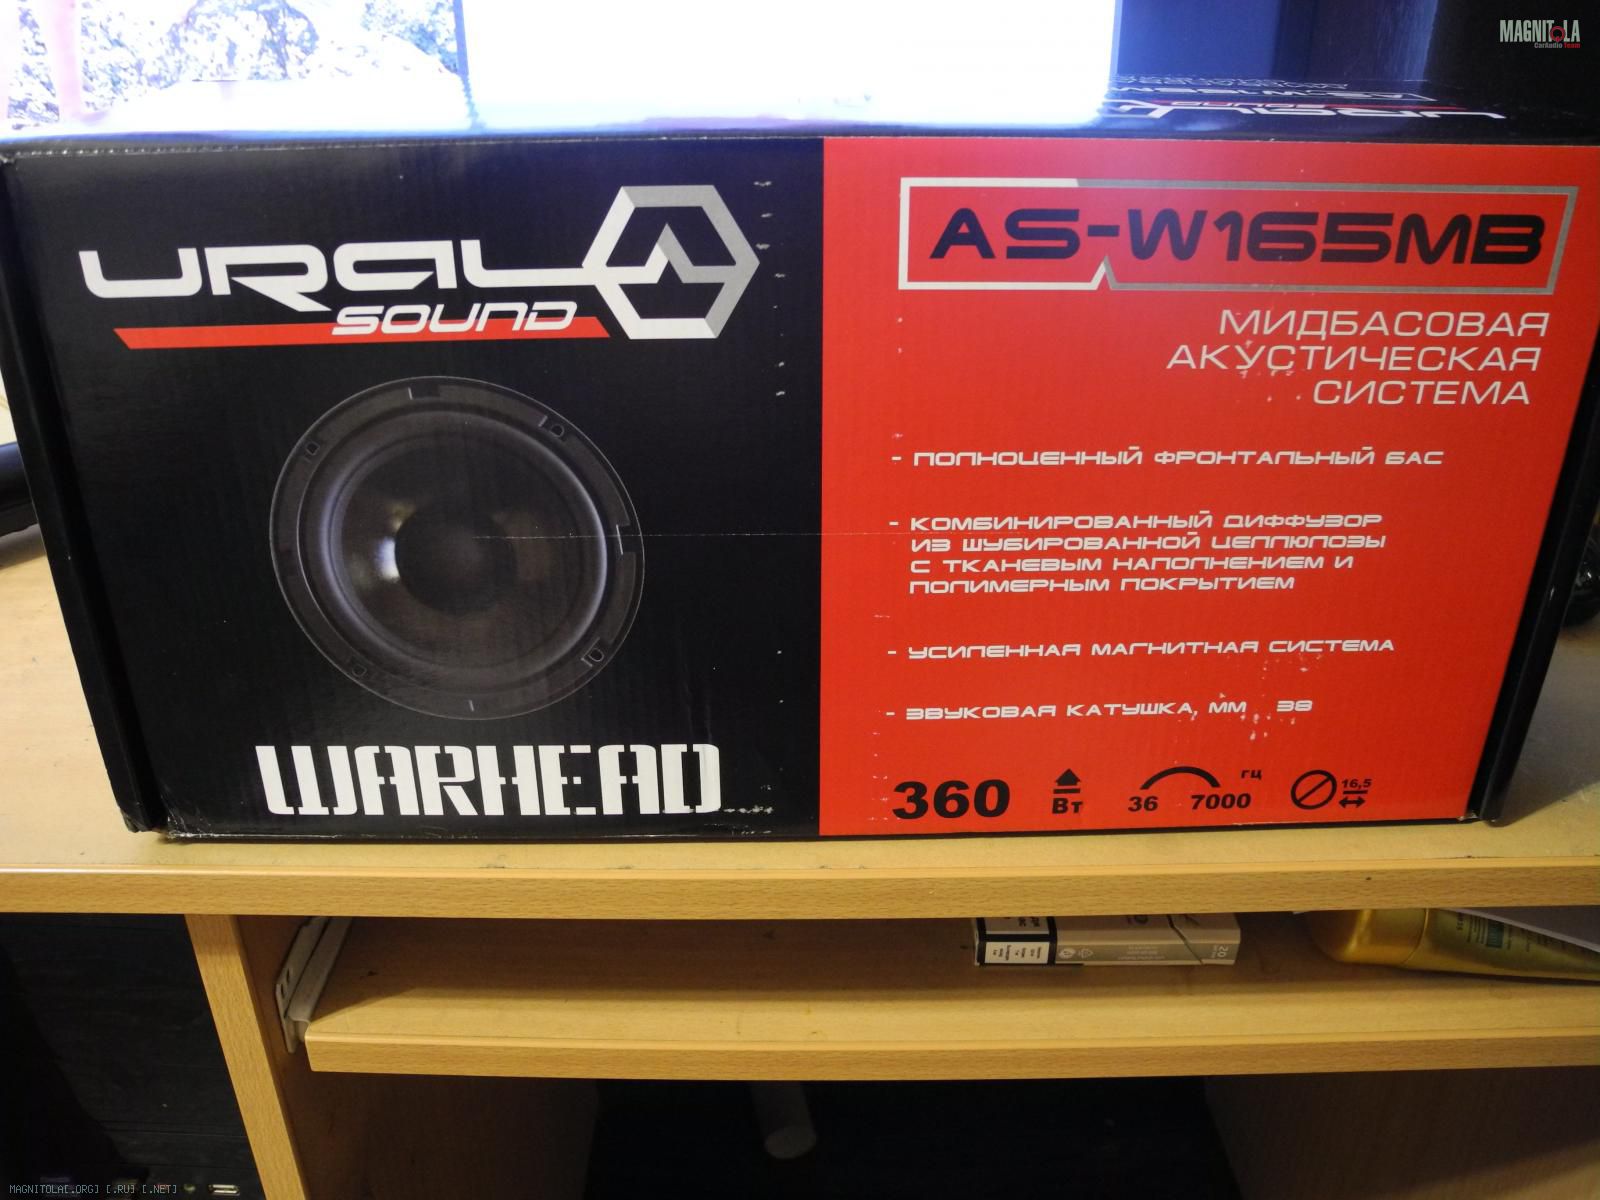 MAGNITOLA
CarAudio Team
URAL
SOUND
WARHEAD
AS-W165MB
МИДБАСОВАЯ
АКУСТИЧЕСКАЯ
СИСТЕМА
- ПОЛНОЦЕННЫЙ ФРОНТАЛЬНЫЙ БАС
- КОМБИНИРОВАННЫЙ ДИФФУЗОР
ИЗ ШУБИРОВАННОЙ ЦЕЛЛЮЛОЗЫ
С ТКАНЕВЫМ НАПОЛНЕНИЕМ И
ПОЛИМЕРНЫМ ПОКРЫТИЕМ
- УСИЛЕННАЯ МАГНИТНАЯ СИСТЕМА
- ЗВУКОВАЯ КАТУШКА, ММ 38
360 Вт 36 7000 ГЦ 16,5
20
MAGNITOLA[.ORG] [.RU] [.NET]